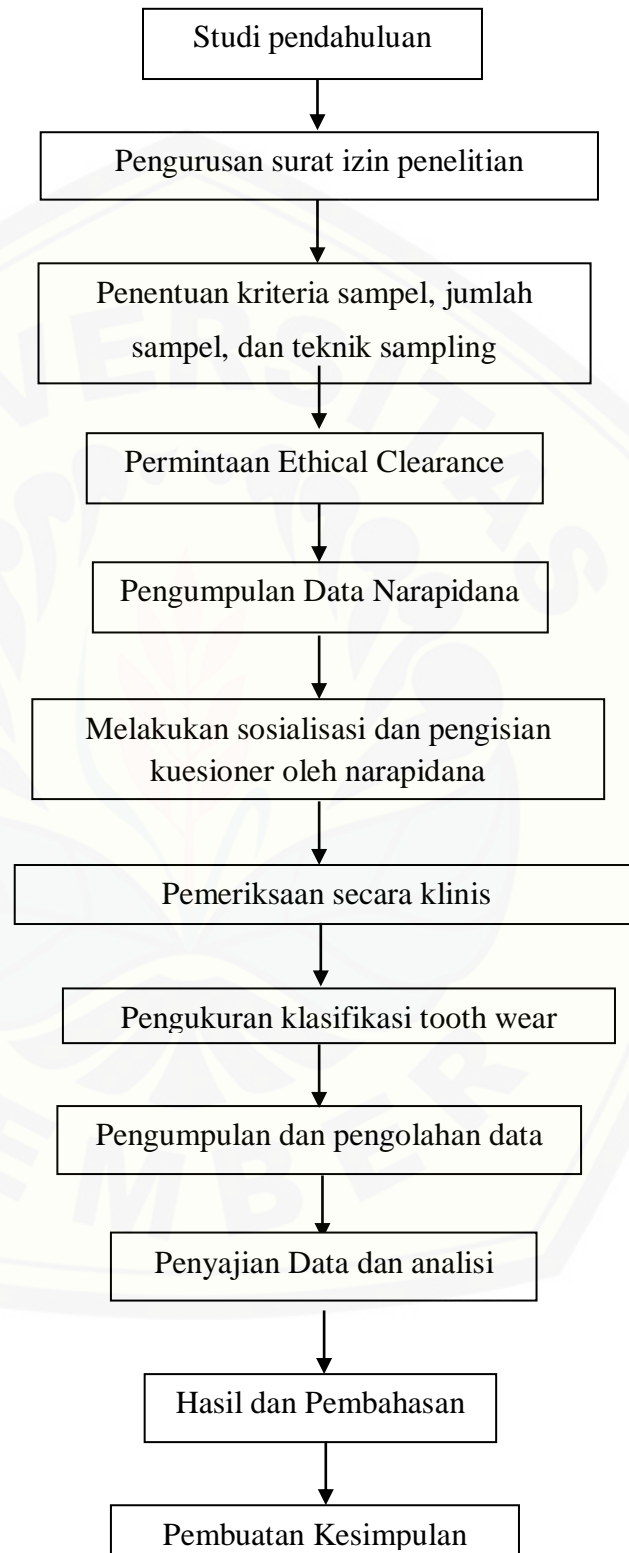 Studi pendahuluan
Pengurusan surat izin penelitian
Penentuan kriteria sampel, jumlah
sampel, dan teknik sampling
Permintaan Ethical Clearance
Pengumpulan Data Narapidana
Melakukan sosialisasi dan pengisian
kuesioner oleh narapidana
Pemeriksaan secara klinis
Pengukuran klasifikasi tooth wear
Pengumpulan dan pengolahan data
Penyajian Data dan analisi
Hasil dan Pembahasan
Pembuatan Kesimpulan
VERSITAS
EMBER